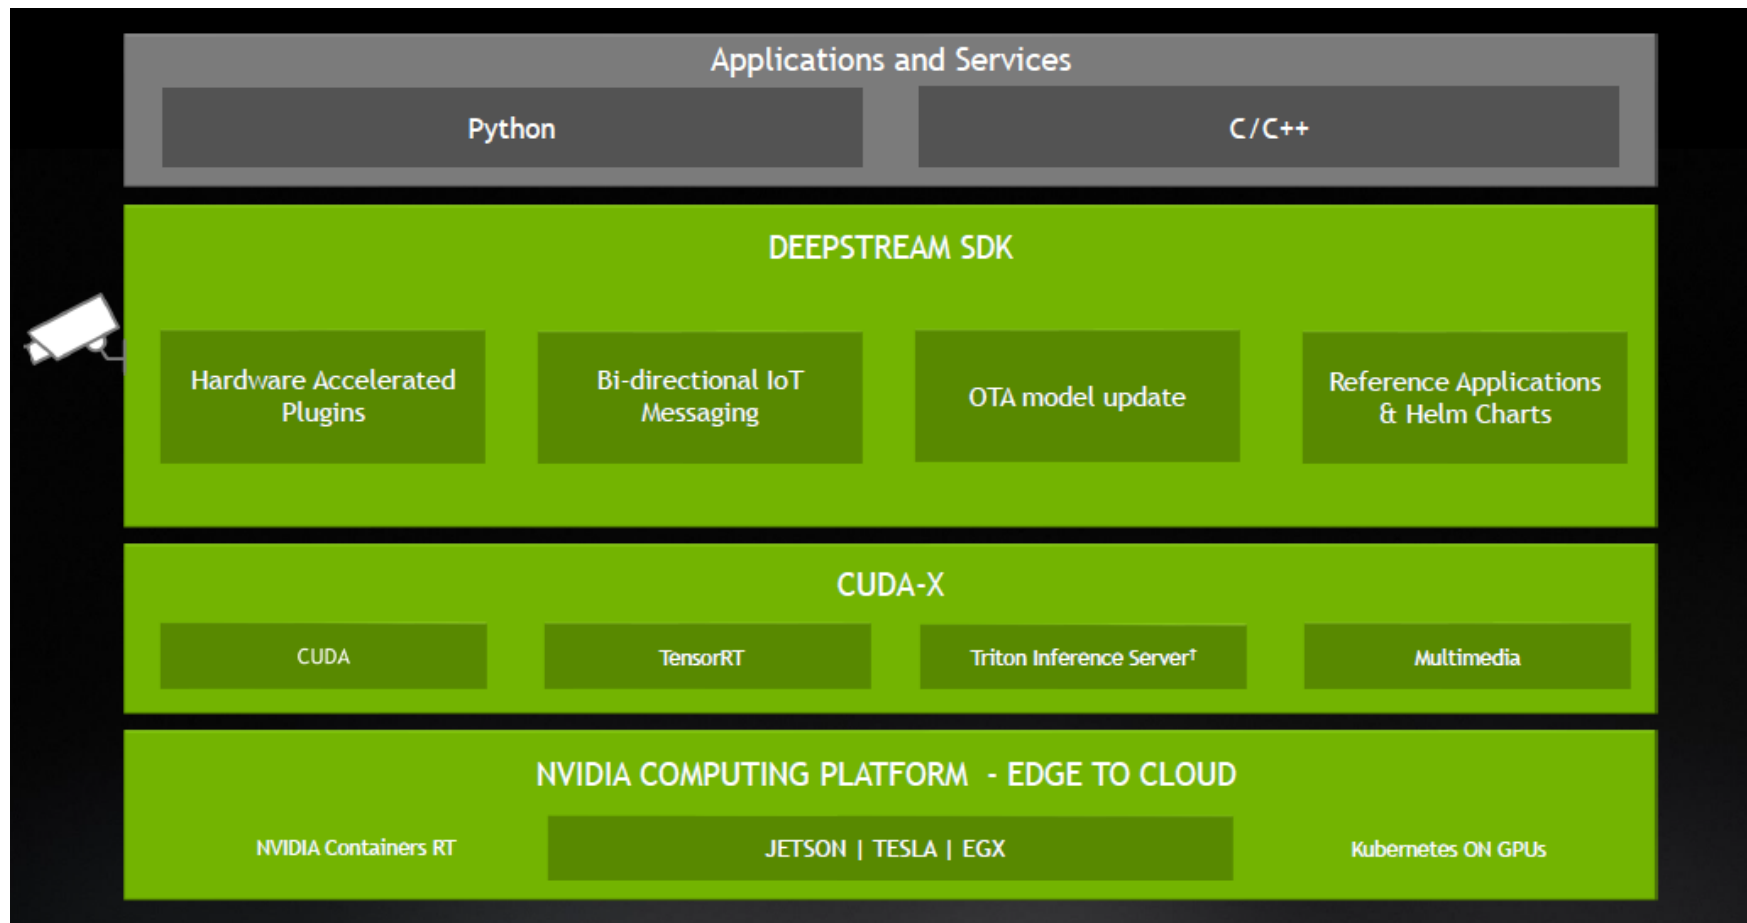 Applications and Services
Python
C/C++
DEEPSTREAM SDK
Hardware Accelerated
Plugins
Bi-directional IoT
Messaging
OTA model update
Reference Applications
& Helm Charts
CUDA-X
CUDA
TensorRT
Triton Inference Server†
Multimedia
NVIDIA COMPUTING PLATFORM - EDGE TO CLOUD
NVIDIA Containers RT
JETSON | TESLA | EGX
Kubernetes ON GPUs